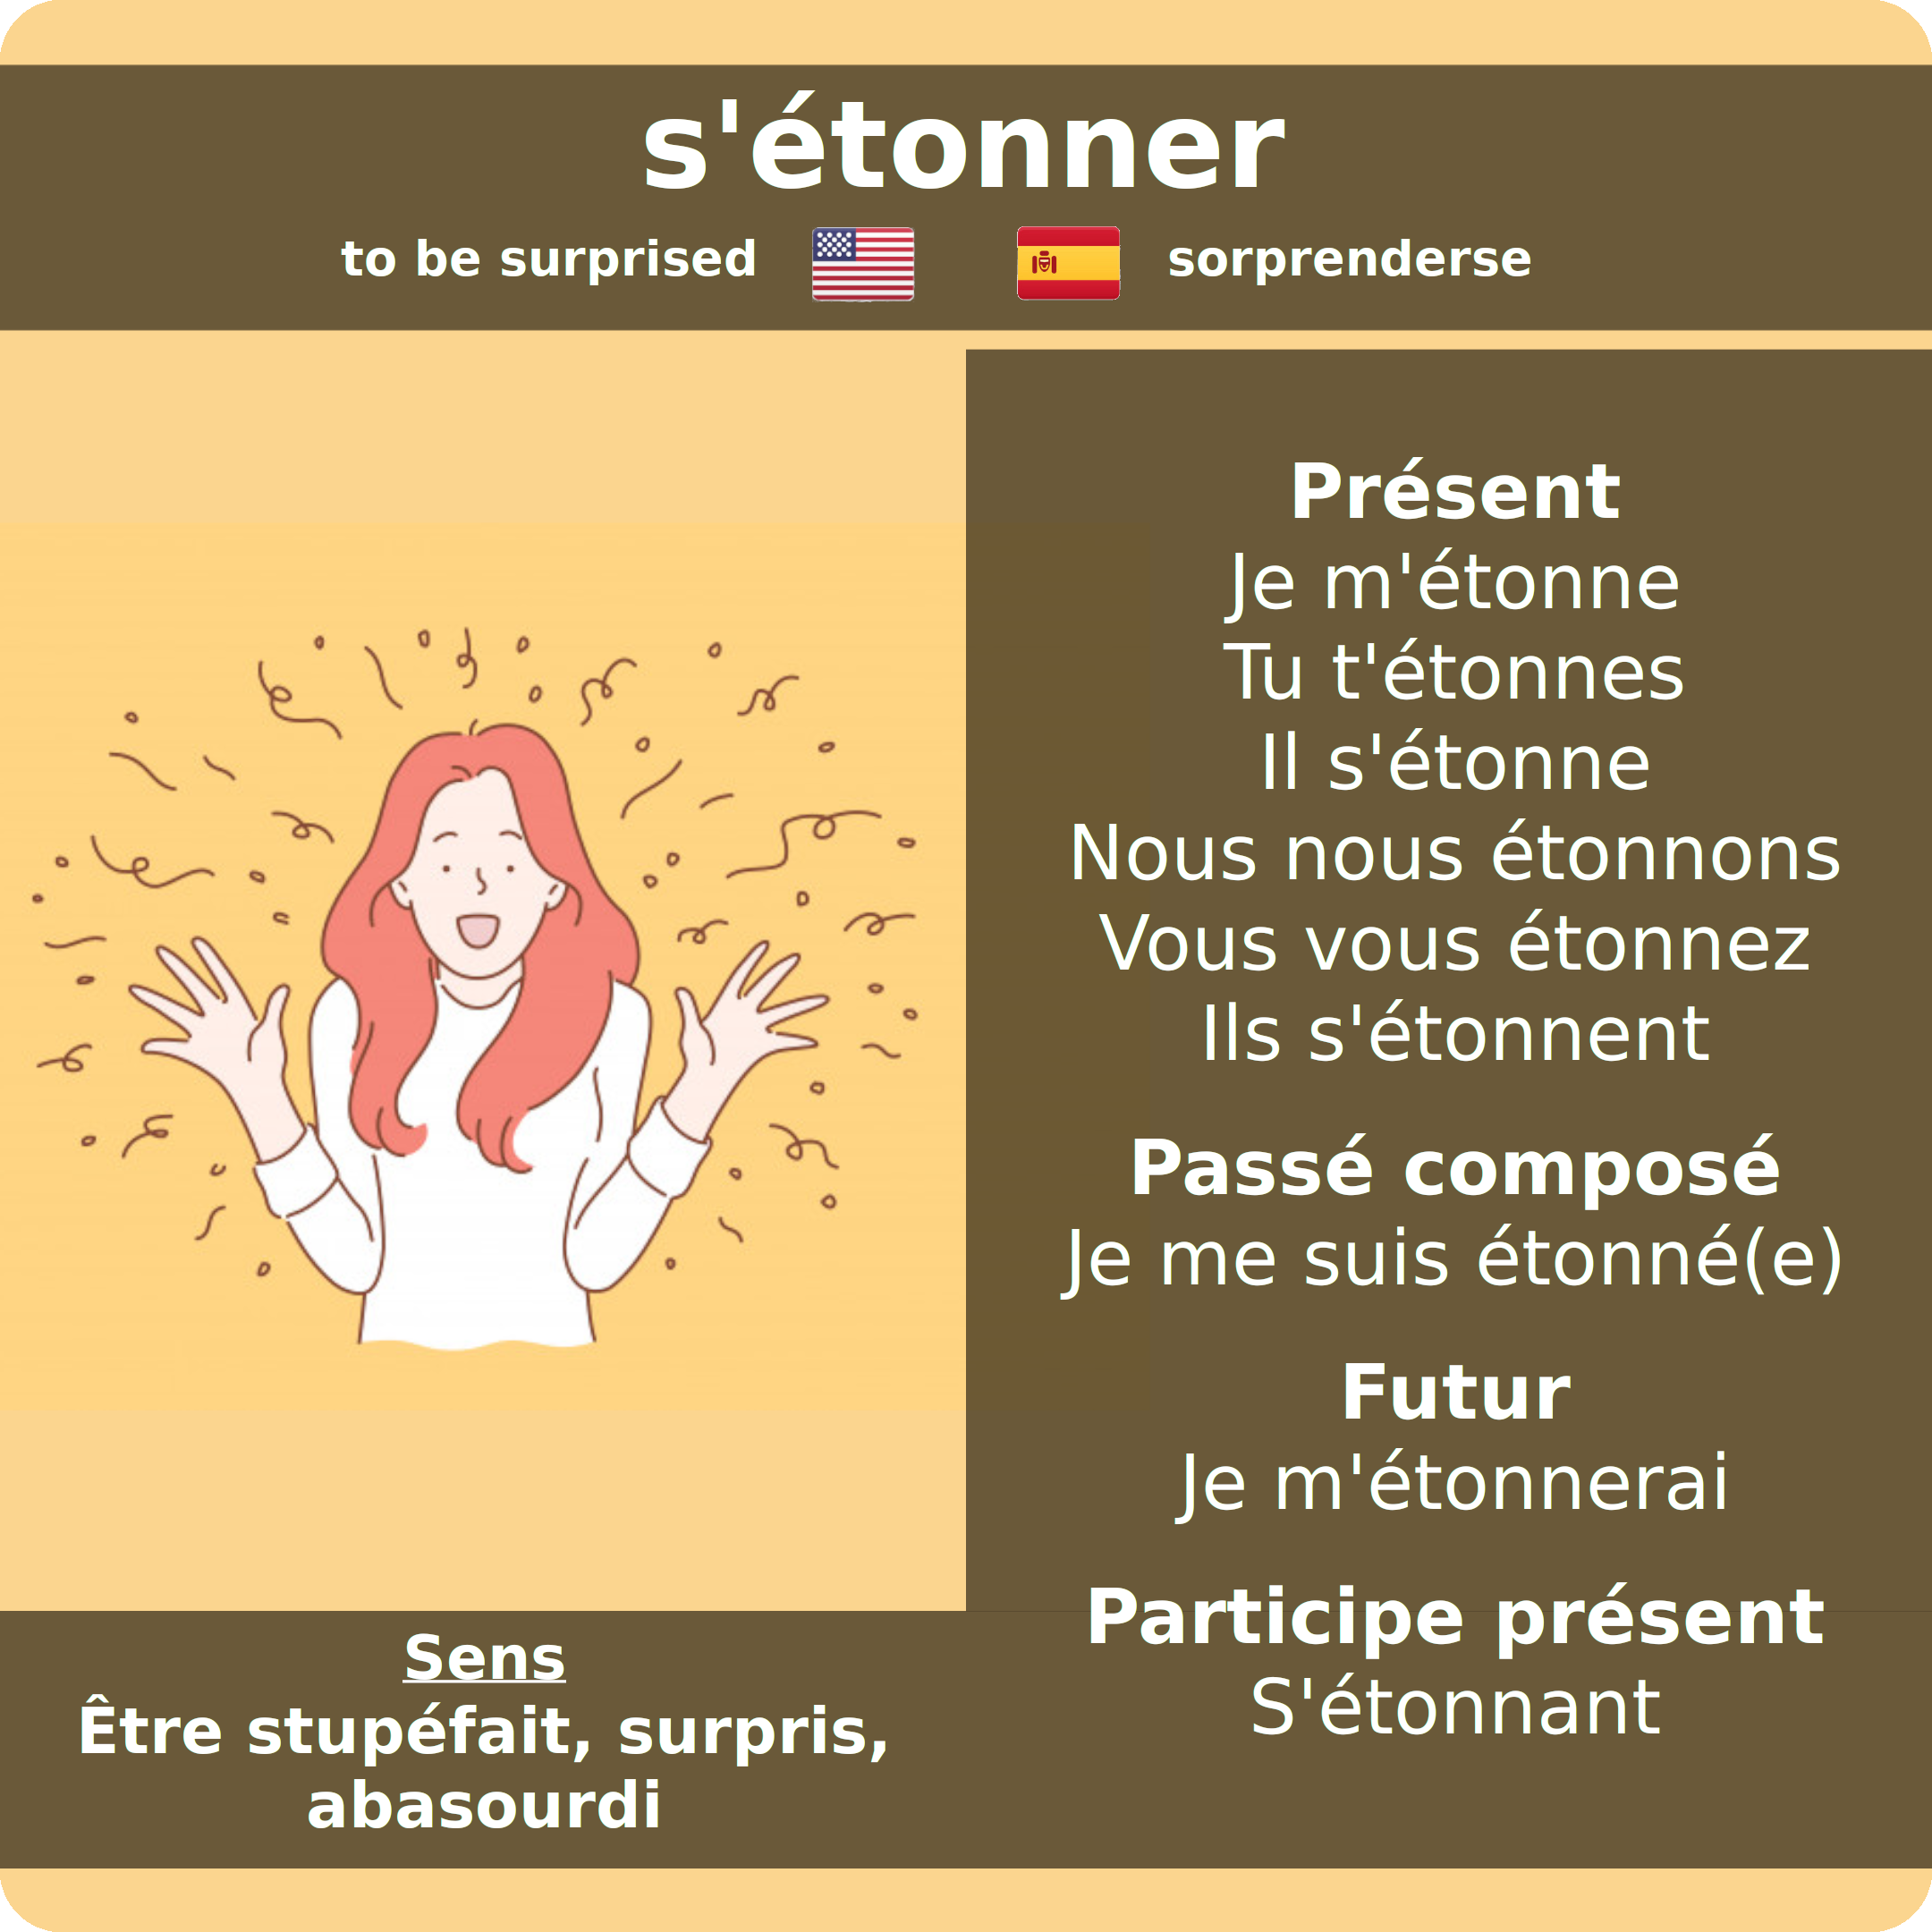 s'étonner
to be surprised
sorprenderse
Présent
Je m'étonne
Tu t'étonnes
Il s'étonne
Nous nous étonnons
Vous vous étonnez
Ils s'étonnent
Passé composé
Je me suis étonné(e)
Futur
Je m'étonnerai
Participe présent
S'étonnant
Sens
Être stupéfait, surpris,
abasourdi